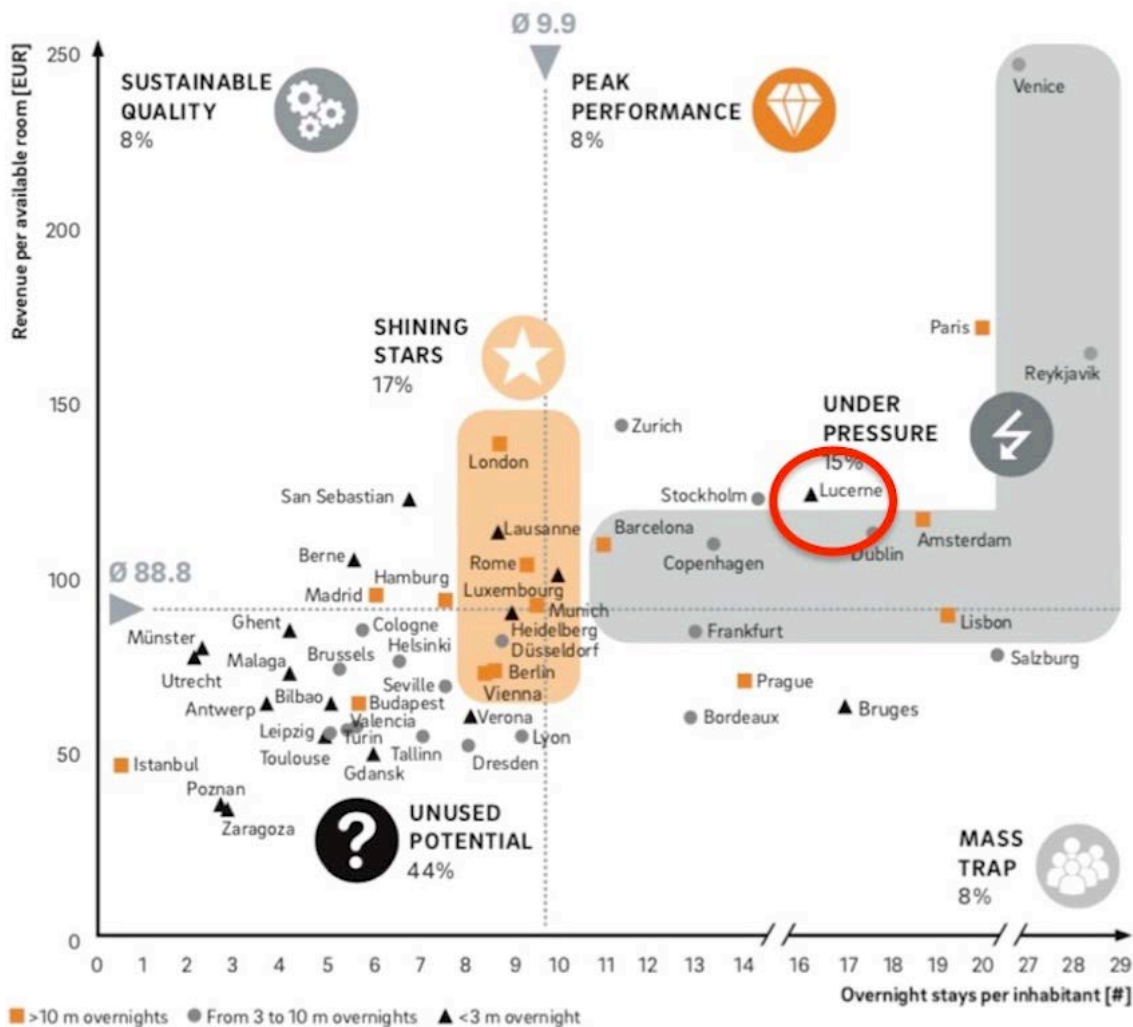 Ø 9.9
Revenue per available room [EUR]
250
200
150
100
50
0
SUSTAINABLE
QUALITY
8%
PEAK
PERFORMANCE
8%
Venice
SHINING
STARS
17%
Paris
Reykjavik
UNDER
PRESSURE
15%
Zurich
London
San Sebastian
Stockholm
Lucerne
Lausanne
Barcelona
Copenhagen
Dublin
Amsterdam
Berne
Rome
Hamburg
Madrid
Luxembourg
Munich
Ø 88.8
Ghent
Cologne
Heidelberg
Lisbon
Münster
Helsinki
Düsseldorf
Frankfurt
Brussels
Malaga
Utrecht
Berlin
Salzburg
Seville
Vienna
Prague
Antwerp
Bilbao
Budapest
Valencia
Verona
Bordeaux
Bruges
Leipzig
Turin
Lyon
Toulouse
Tallinn
Dresden
Gdansk
Istanbul
Poznan
Zaragoza
UNUSED
POTENTIAL
44%
MASS
TRAP
8%
0 1 2 3 4 5 6 7 8 9 10 11 12 13 14 16 17 18 19 20 27 28 29
Overnight stays per inhabitant [#]
>10 m overnights From 3 to 10 m overnights <3 m overnight